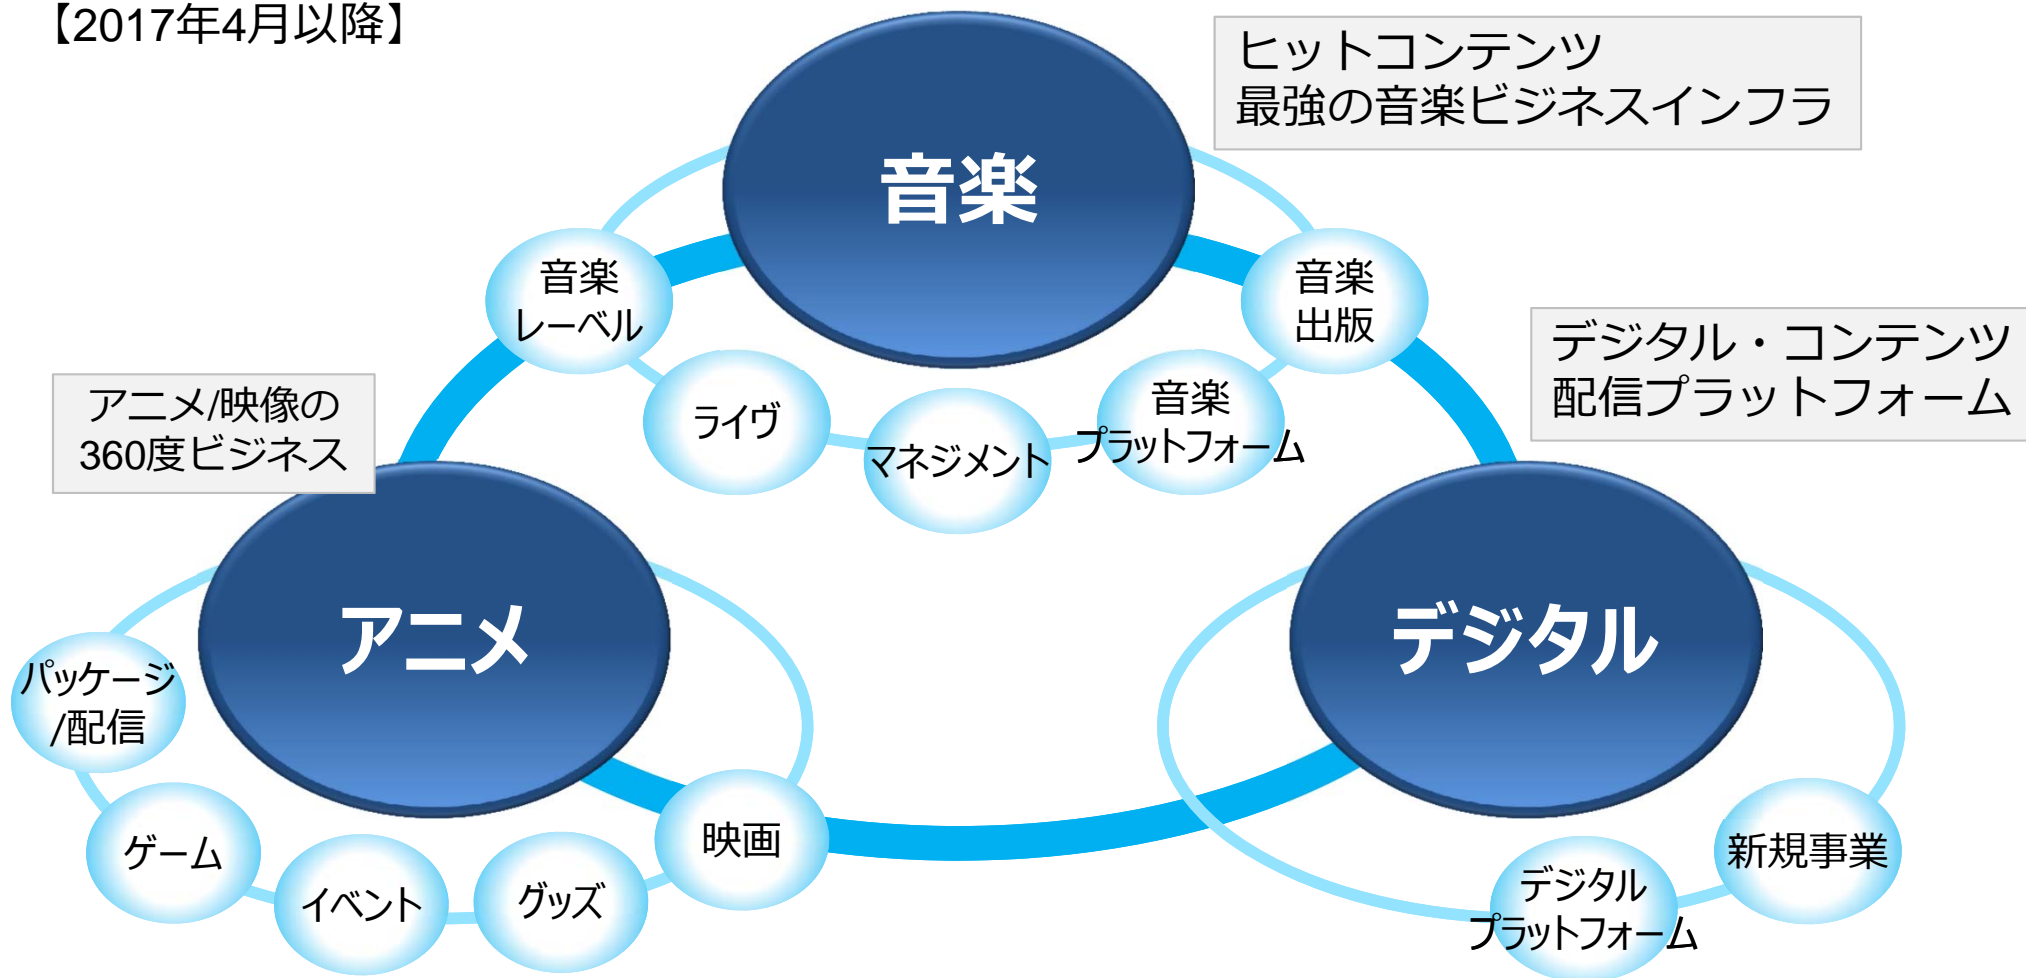 【2017年4月以降】
ヒットコンテンツ
最強の音楽ビジネスインフラ
音楽
音楽
レーベル
音楽
出版
ライヴ
マネジメント
音楽
プラットフォーム
デジタル・コンテンツ
配信プラットフォーム
アニメ/映像の
360度ビジネス
アニメ
デジタル
パッケージ
/配信
ゲーム
イベント
グッズ
映画
デジタル
プラットフォーム
新規事業